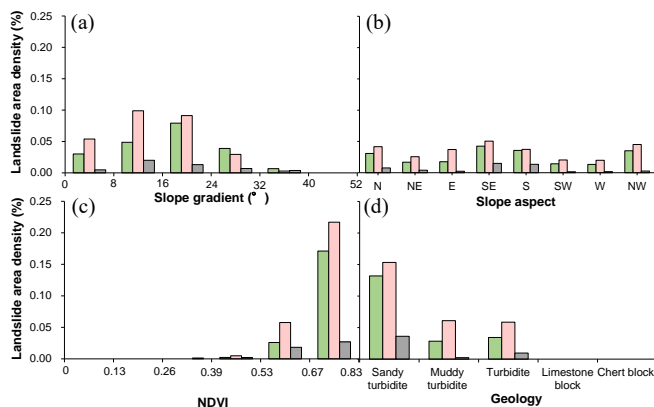 Landslide area density (%)
0.25
0.20
0.15
0.10
0.05
0.00
(a)
0 8 16 24 32 40 52
Slope gradient (°)
(b)
N NE E SE S SW W NW
Slope aspect
Landslide area density (%)
0.20
0.15
0.10
0.05
0.00
(c)
0 0.13 0.26 0.39 0.53 0.67 0.83
NDVI
(d)
Sandy turbidite
Muddy turbidite
Turbidite
Limestone block
Chert block
Geology